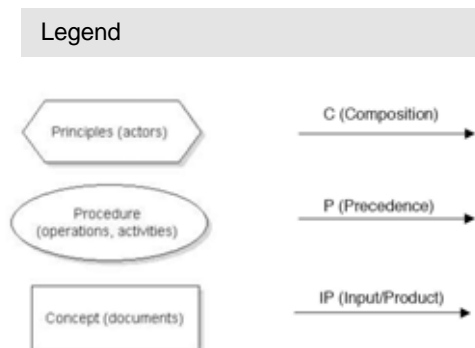 Legend
Principles (actors)
C (Composition)
Procedure
(operations, activities)
P (Precedence)
Concept (documents)
IP (Input/Product)